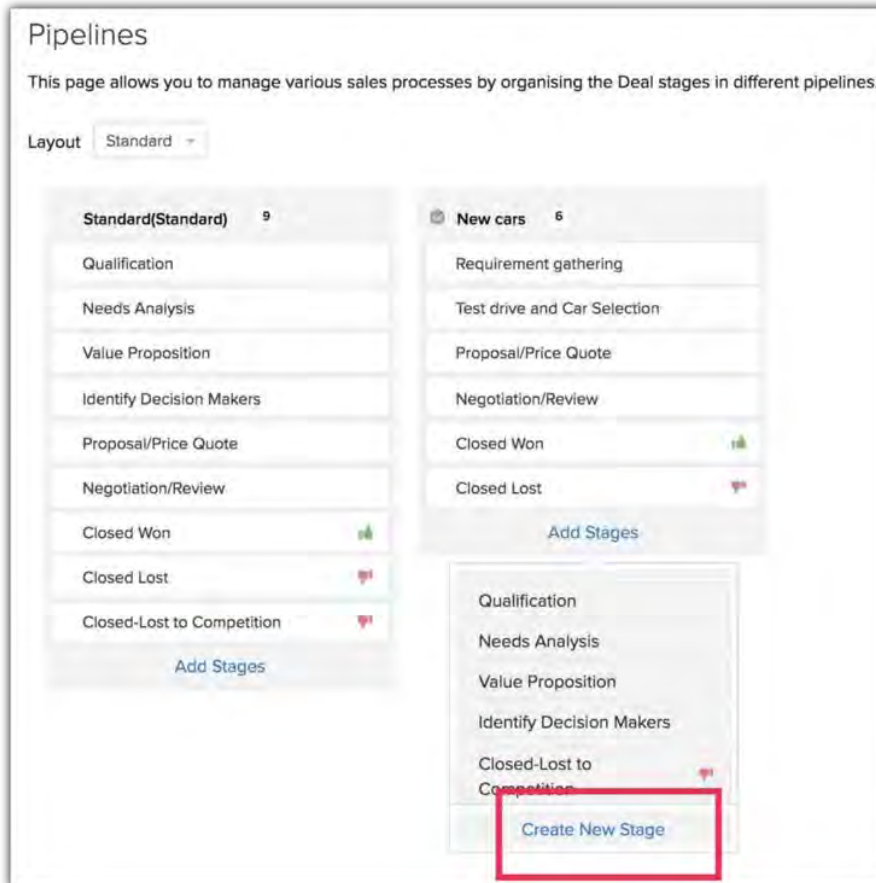 Pipelines
This page allows you to manage various sales processes by organising the Deal stages in different pipelines
Layout Standard
Standard(Standard) 9
Qualification
Needs Analysis
Value Proposition
Identify Decision Makers
Proposal/Price Quote
Negotiation/Review
Closed Won
Closed Lost
Closed-Lost to Competition
Add Stages
New cars 6
Requirement gathering
Test drive and Car Selection
Proposal/Price Quote
Negotiation/Review
Closed Won
Closed Lost
Add Stages
Qualification
Needs Analysis
Value Proposition
Identify Decision Makers
Closed-Lost to
Competition
Create New Stage